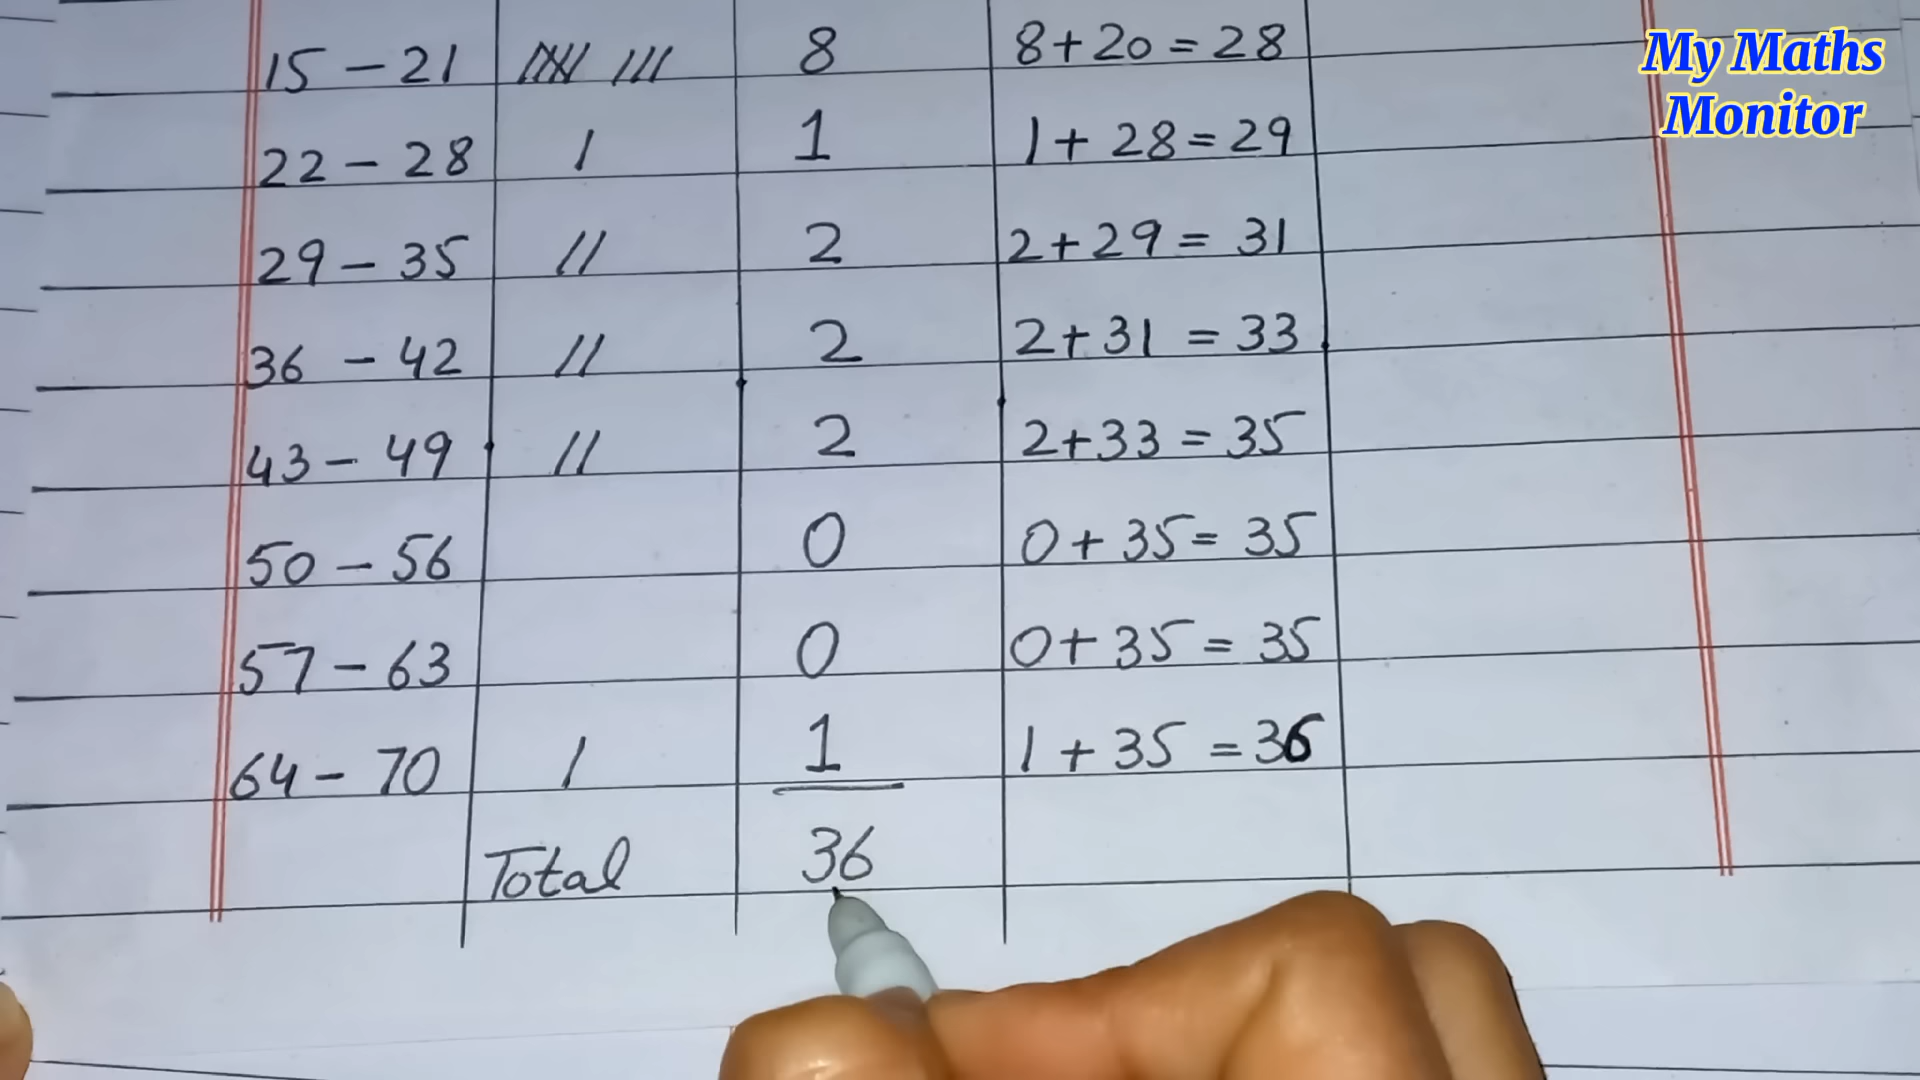 My Maths
Monitor
15 - 21 //// /// 8 8+20 = 28
22 - 28 / 1 1+ 28 = 29
29 - 35 // 2 2+29 = 31
36 - 42 // 2 2+31 = 33
43 - 49 // 2 2+33 = 35
50 - 56 0 0+35 = 35
57 - 63 0 0+35 = 35
64 - 70 / 1 1+35 = 36
Total 36